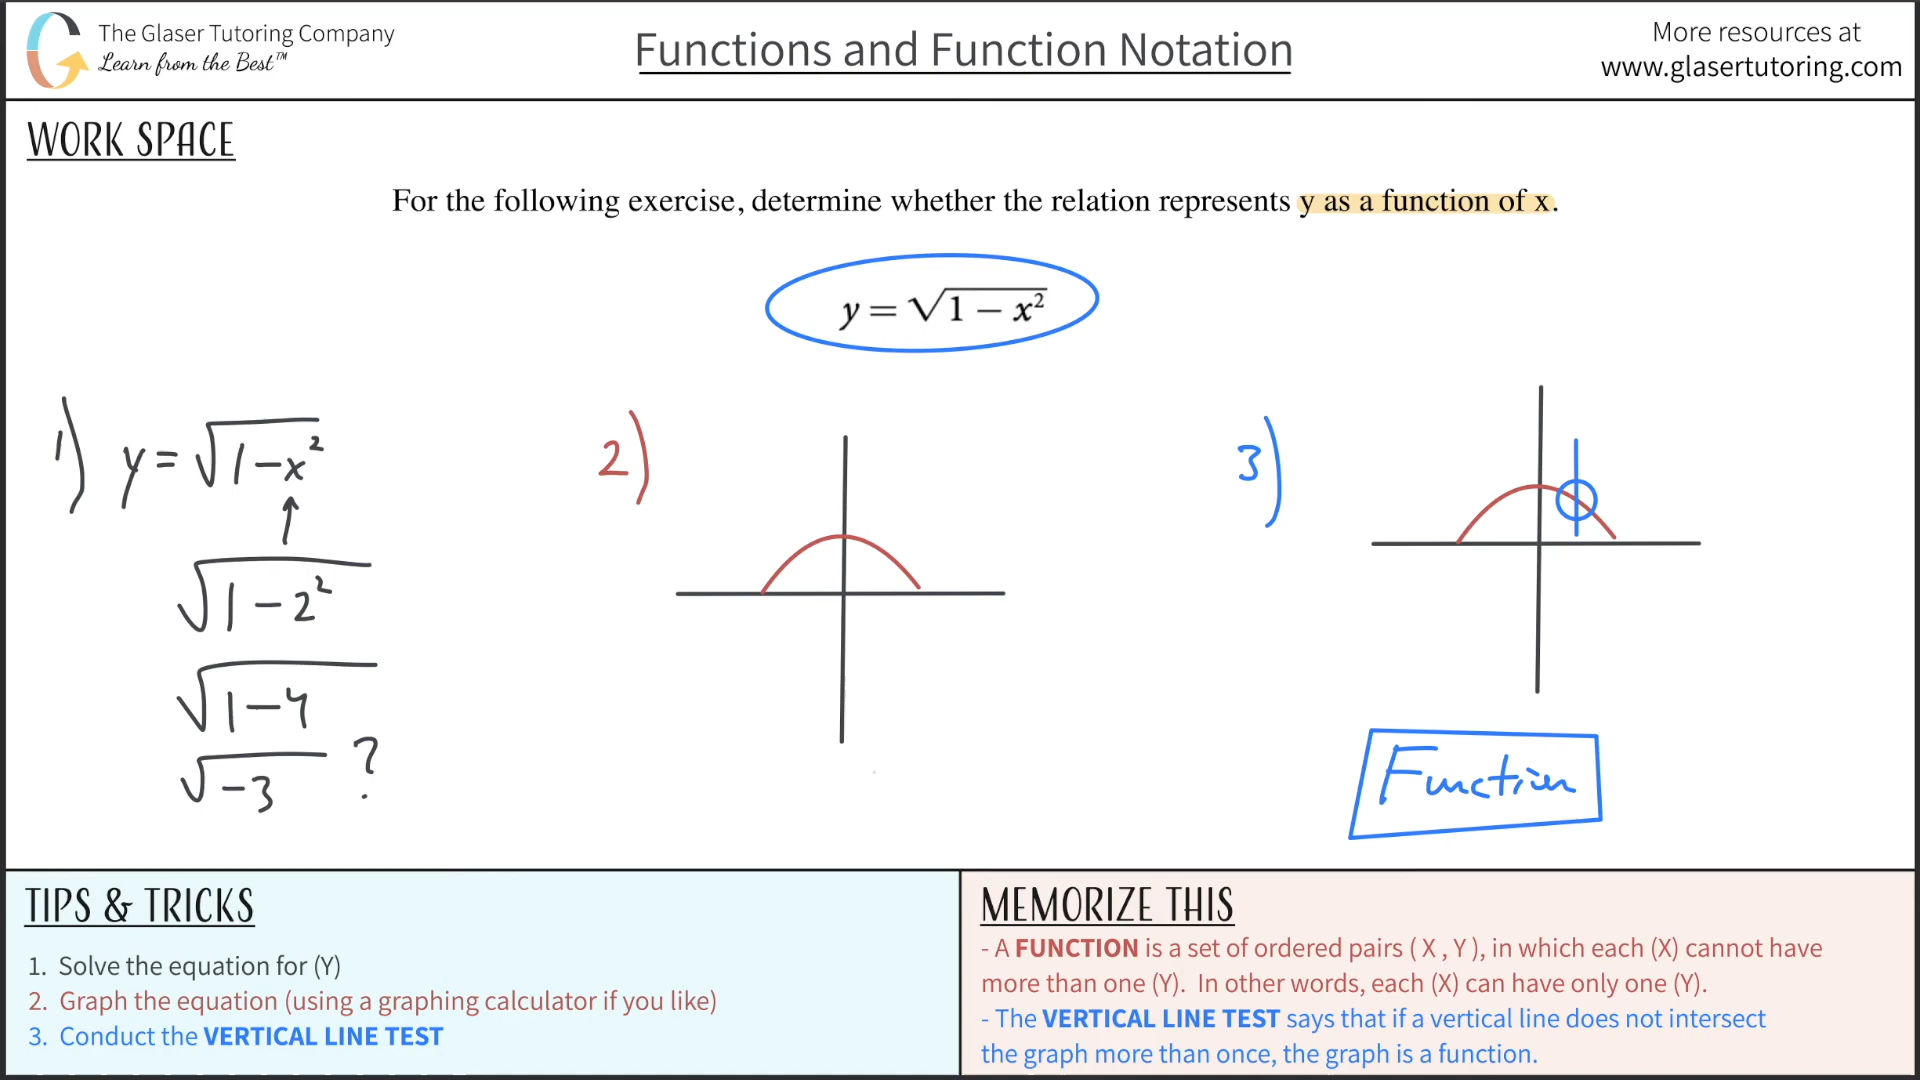 The Glaser Tutoring Company
Learn from the Best™
Functions and Function Notation
More resources at
www.glasertutoring.com
WORK SPACE
For the following exercise, determine whether the relation represents y as a function of x.
y = √1 − x²
1) y = √1−x²
↑
√1−2²
√1−4
√−3 ?
2)
3)
Function
TIPS & TRICKS
1. Solve the equation for (Y)
2. Graph the equation (using a graphing calculator if you like)
3. Conduct the VERTICAL LINE TEST
MEMORIZE THIS
- A FUNCTION is a set of ordered pairs ( X , Y ), in which each (X) cannot have
more than one (Y). In other words, each (X) can have only one (Y).
- The VERTICAL LINE TEST says that if a vertical line does not intersect
the graph more than once, the graph is a function.